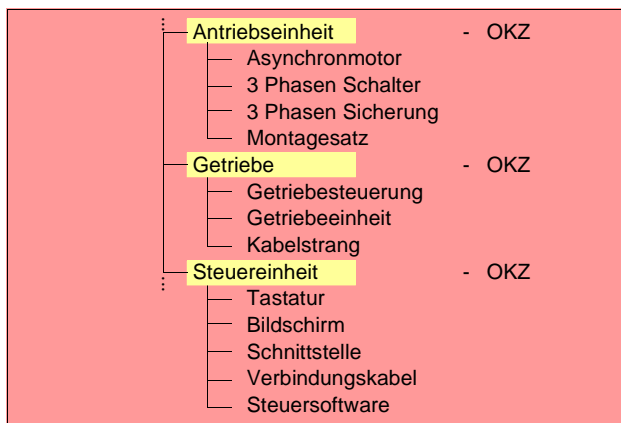 Antriebseinheit - OKZ
Asynchronmotor
3 Phasen Schalter
3 Phasen Sicherung
Montagesatz
Getriebe - OKZ
Getriebesteuerung
Getriebeeinheit
Kabelstrang
Steuereinheit - OKZ
Tastatur
Bildschirm
Schnittstelle
Verbindungskabel
Steuersoftware